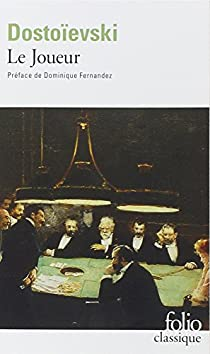 Dostoïevski
Le Joueur
Préface de Dominique Fernandez
folio
classique